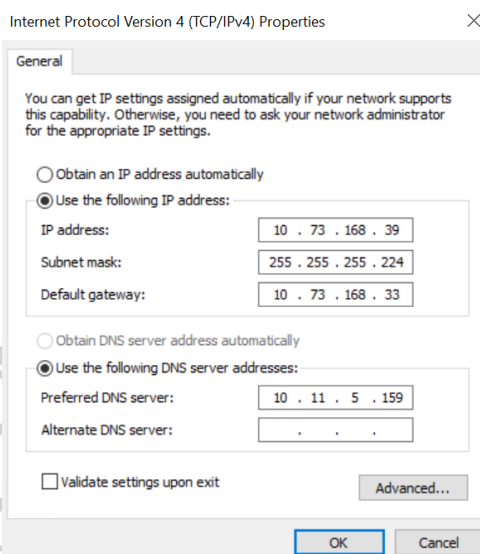 Internet Protocol Version 4 (TCP/IPv4) Properties
General
You can get IP settings assigned automatically if your network supports
this capability. Otherwise, you need to ask your network administrator
for the appropriate IP settings.
Obtain an IP address automatically
Use the following IP address:
IP address: 10 . 73 . 168 . 39
Subnet mask: 255 . 255 . 255 . 224
Default gateway: 10 . 73 . 168 . 33
Obtain DNS server address automatically
Use the following DNS server addresses:
Preferred DNS server: 10 . 11 . 5 . 159
Alternate DNS server: . . .
Validate settings upon exit
Advanced...
OK Cancel